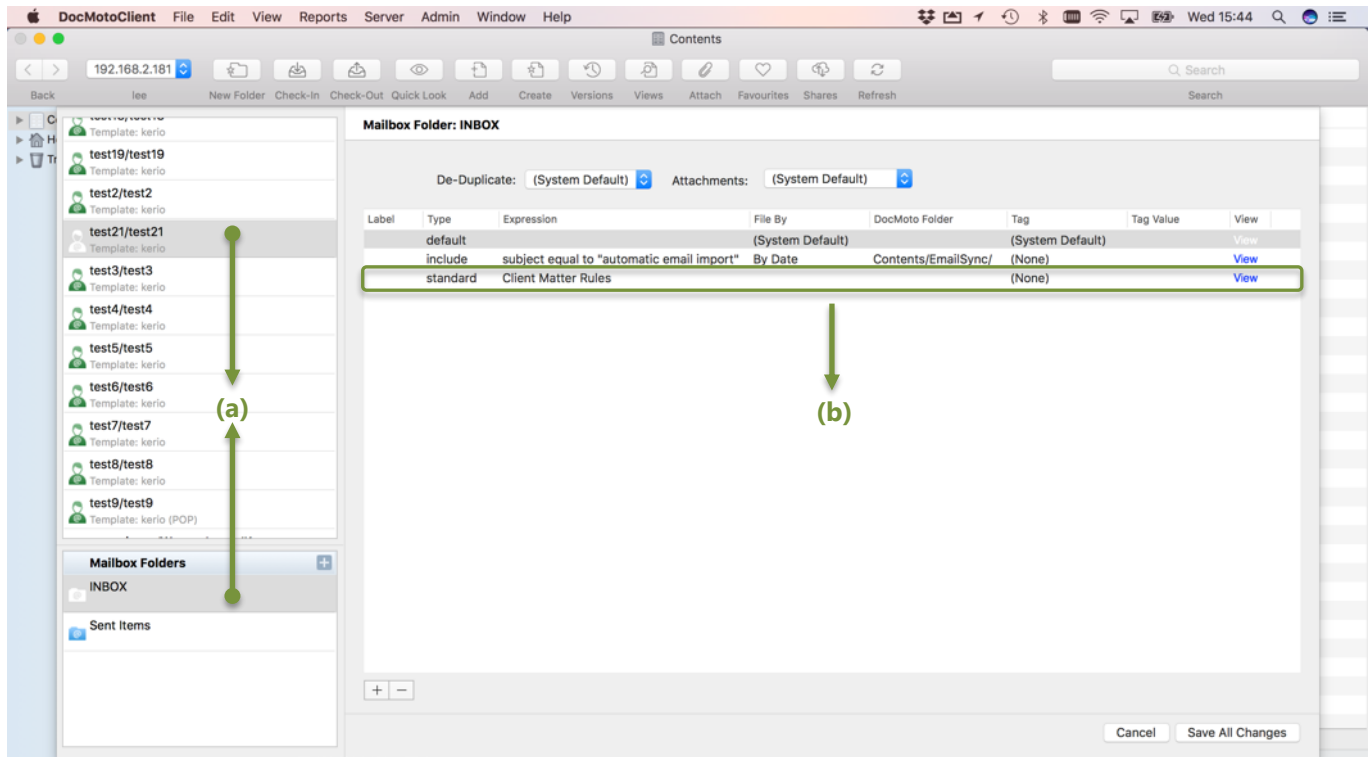 DocMotoClient File Edit View Reports Server Admin Window Help Wed 15:44
Contents
192.168.2.181 Search
Back lee New Folder Check-In Check-Out Quick Look Add Create Versions Views Attach Favourites Shares Refresh Search
Template: kerio
test19/test19
Template: kerio
test2/test2
Template: kerio
test21/test21
Template: kerio
test3/test3
Template: kerio
test4/test4
Template: kerio
test5/test5
Template: kerio
test6/test6
Template: kerio
(a)
test7/test7
Template: kerio
test8/test8
Template: kerio
test9/test9
Template: kerio (POP)
Mailbox Folders
INBOX
Sent Items
Mailbox Folder: INBOX
De-Duplicate: (System Default) Attachments: (System Default)
Label Type Expression File By DocMoto Folder Tag Tag Value View
default (System Default) (System Default) View
include subject equal to "automatic email import" By Date Contents/EmailSync/ (None) View
standard Client Matter Rules (None) View
(b)
+ −
Cancel Save All Changes